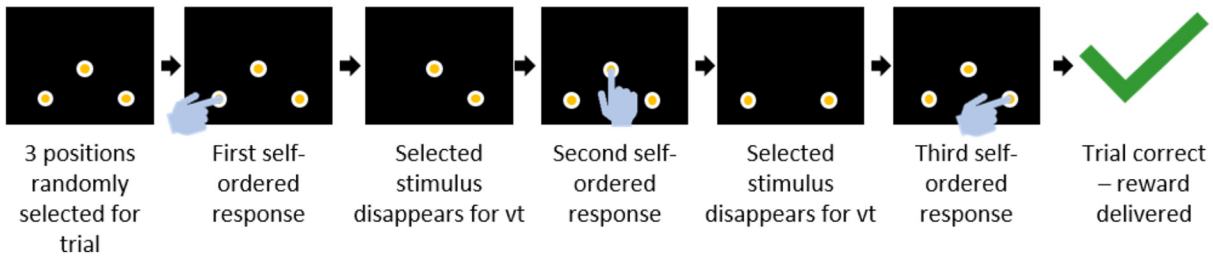 3 positions
randomly
selected for
trial
First self-
ordered
response
Selected
stimulus
disappears for vt
Second self-
ordered
response
Selected
stimulus
disappears for vt
Third self-
ordered
response
Trial correct
– reward
delivered